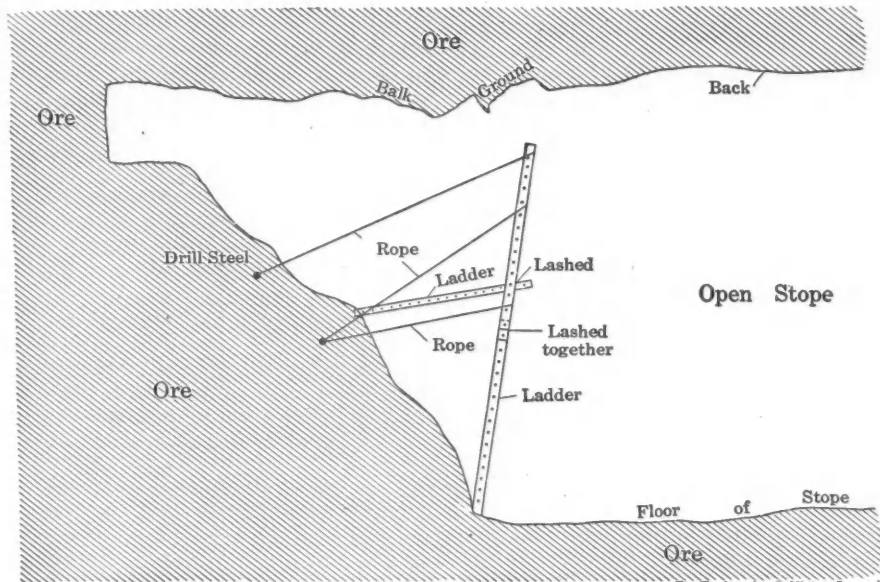 Ore
Balk Ground
Back
Ore
Drill Steel
Rope
Ladder
Lashed
Open Stope
Rope
Lashed
together
Ore
Ladder
Floor of Stope
Ore